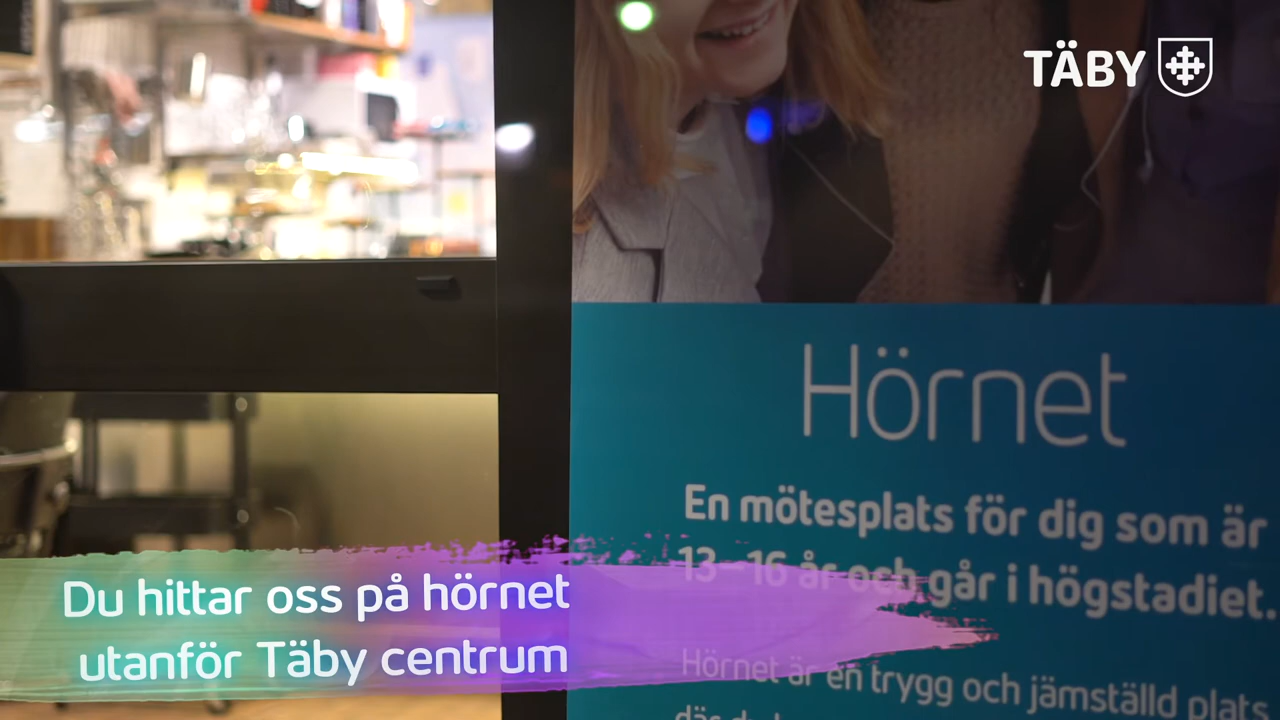 TÄBY
Hörnet
En mötesplats för dig som är
13-16 år och går i högstadiet.
Hörnet är en trygg och jämställd plats
Du hittar oss på hörnet
utanför Täby centrum